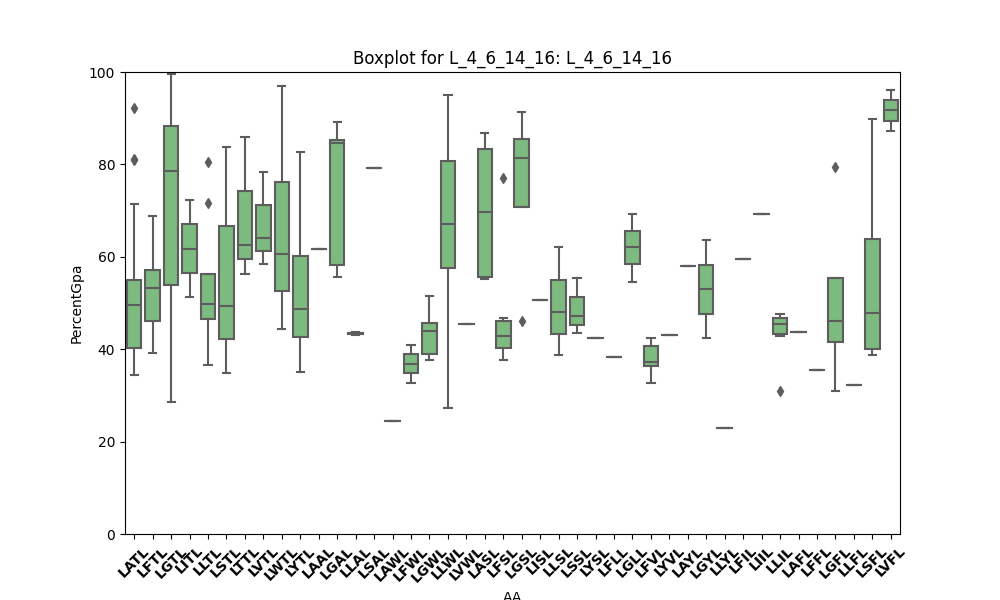 Boxplot for L_4_6_14_16: L_4_6_14_16
100
80
60
40
20
0
PercentGpa
LATL LFTL LGTL LITL LLTL LSTL LTTL LVTL LWTL LYTL LAAL LGAL LLAL LSAL LAWL LFWL LGWL LLWL LVWL LASL LFSL LGSL LISL LLSL LSSL LYSL LFLL LGLL LFVL LYVL LAYL LGYL LLYL LFIL LIIL LLIL LAFL LFFL LGFL LLFL LSFL LVFL
AA